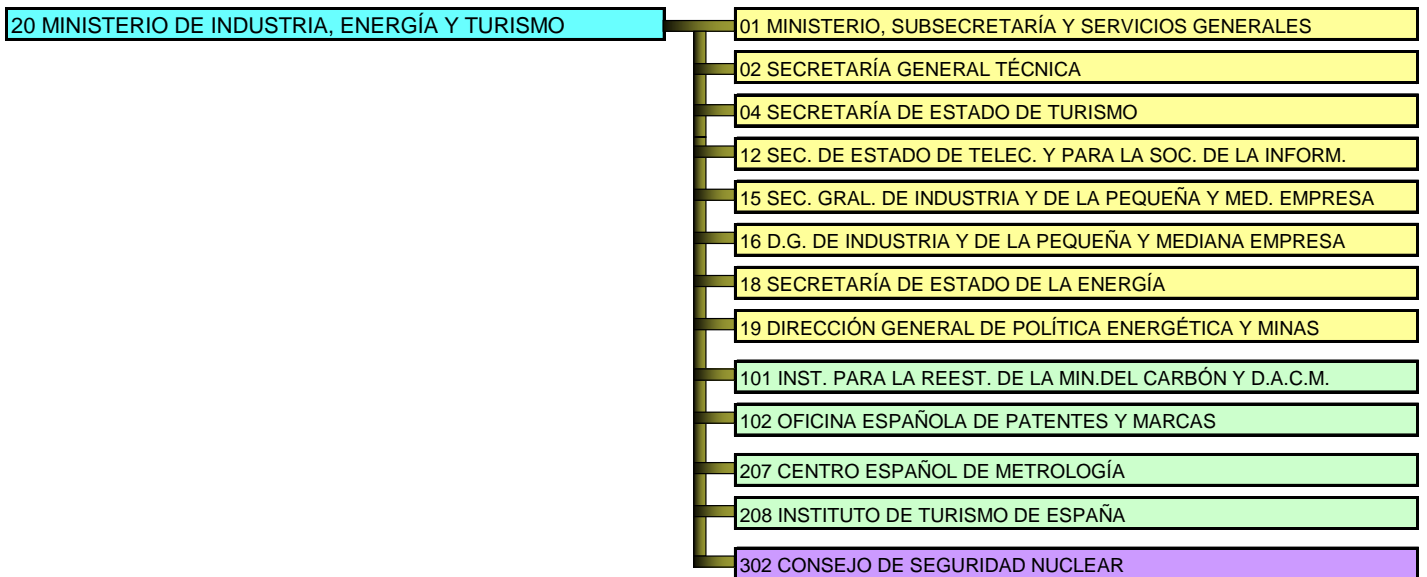 20 MINISTERIO DE INDUSTRIA, ENERGÍA Y TURISMO
01 MINISTERIO, SUBSECRETARÍA Y SERVICIOS GENERALES
02 SECRETARÍA GENERAL TÉCNICA
04 SECRETARÍA DE ESTADO DE TURISMO
12 SEC. DE ESTADO DE TELEC. Y PARA LA SOC. DE LA INFORM.
15 SEC. GRAL. DE INDUSTRIA Y DE LA PEQUEÑA Y MED. EMPRESA
16 D.G. DE INDUSTRIA Y DE LA PEQUEÑA Y MEDIANA EMPRESA
18 SECRETARÍA DE ESTADO DE LA ENERGÍA
19 DIRECCIÓN GENERAL DE POLÍTICA ENERGÉTICA Y MINAS
101 INST. PARA LA REEST. DE LA MIN.DEL CARBÓN Y D.A.C.M.
102 OFICINA ESPAÑOLA DE PATENTES Y MARCAS
207 CENTRO ESPAÑOL DE METROLOGÍA
208 INSTITUTO DE TURISMO DE ESPAÑA
302 CONSEJO DE SEGURIDAD NUCLEAR